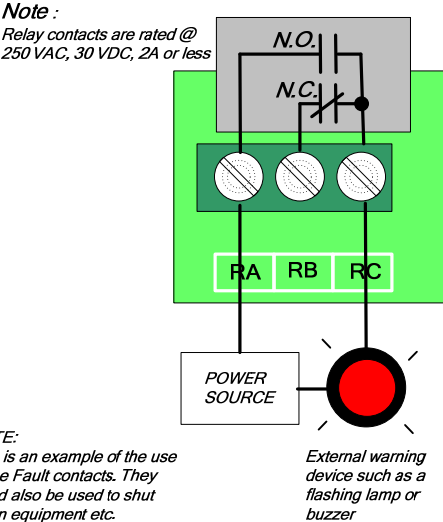 Note :
Relay contacts are rated @
250 VAC, 30 VDC, 2A or less
N.O.
N.C.
RA RB RC
POWER
SOURCE
TE:
is an example of the use
e Fault contacts. They
d also be used to shut
n equipment etc.
External warning
device such as a
flashing lamp or
buzzer